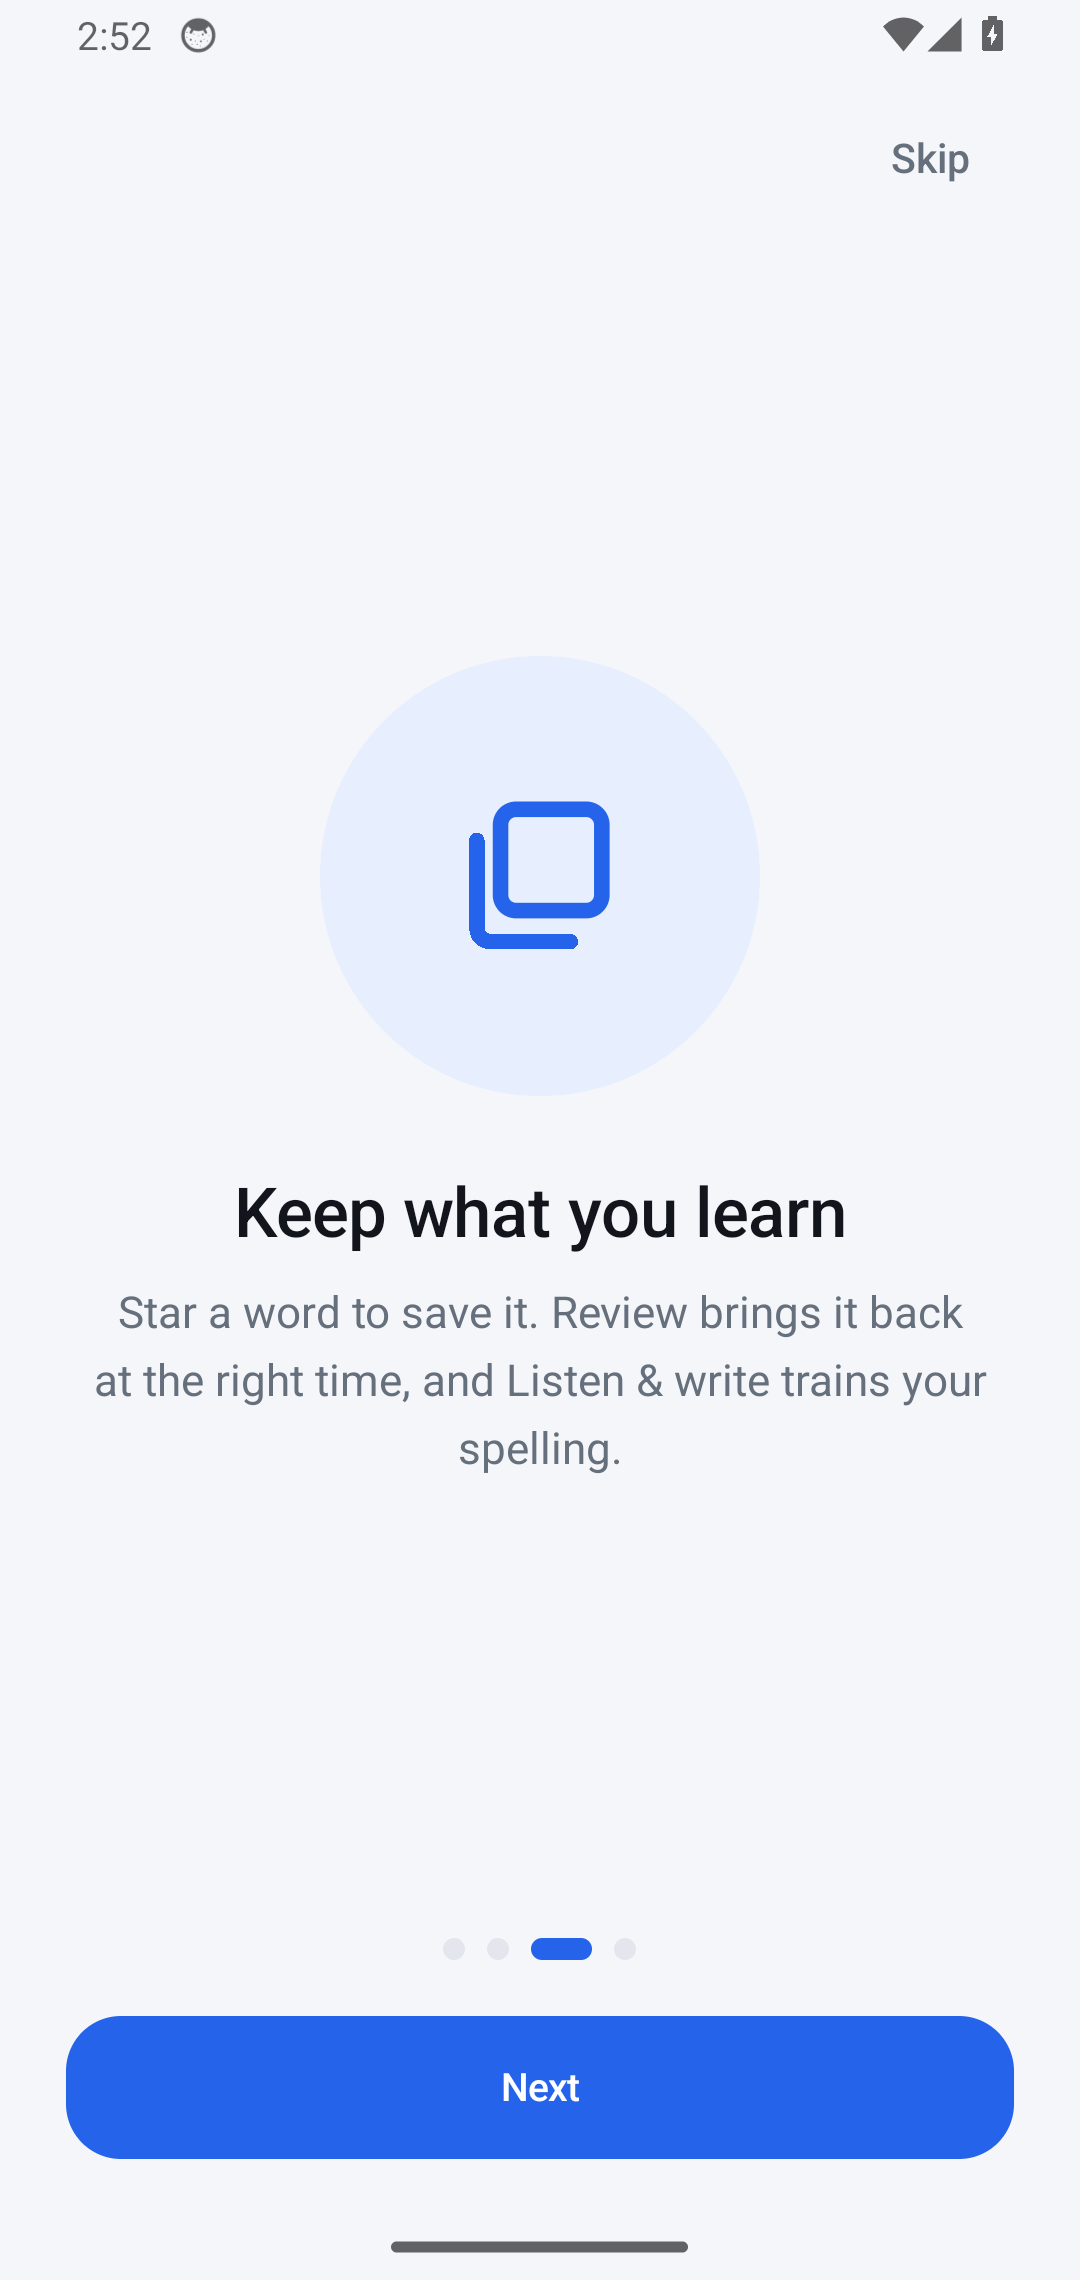 2:52
Skip
Keep what you learn
Star a word to save it. Review brings it back
at the right time, and Listen & write trains your
spelling.
Next